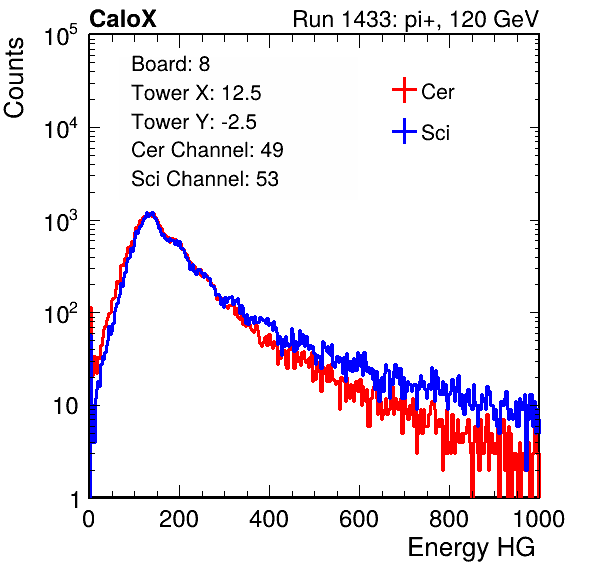 CaloX Run 1433: pi+, 120 GeV
Counts
Board: 8
Tower X: 12.5
Tower Y: -2.5
Cer Channel: 49
Sci Channel: 53
Cer
Sci
10^5
10^4
10^3
10^2
10
1
0 200 400 600 800 1000
Energy HG